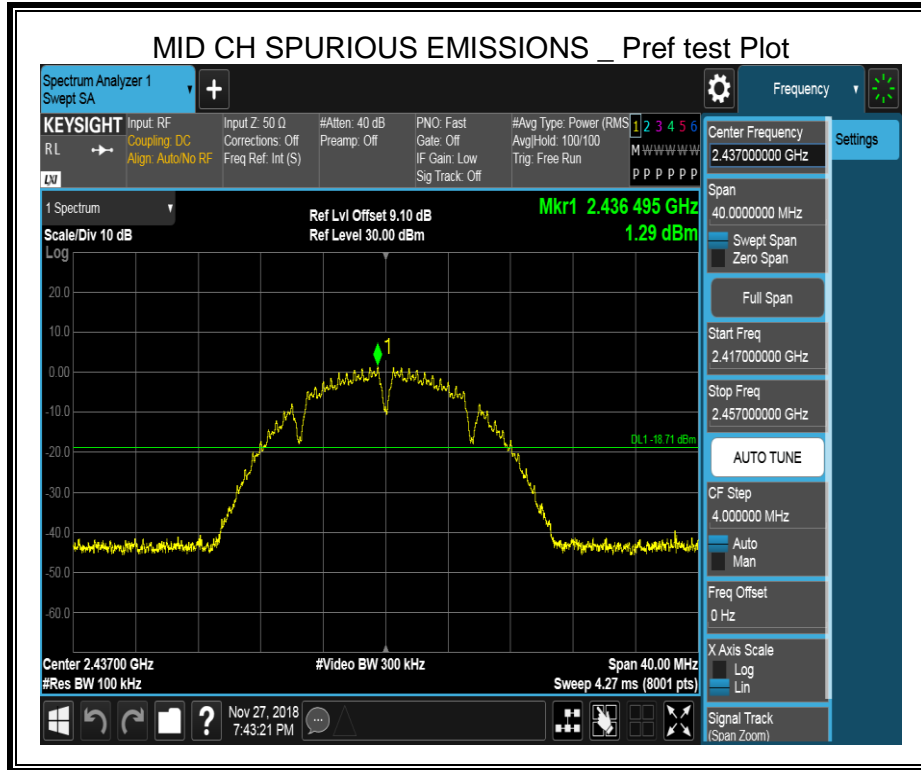 MID CH SPURIOUS EMISSIONS _ Pref test Plot
Spectrum Analyzer 1
Swept SA
+
Frequency
KEYSIGHT
RL
LXI
Input: RF
Coupling: DC
Align: Auto/No RF
Input Z: 50 Ω
Corrections: Off
Freq Ref: Int (S)
#Atten: 40 dB
Preamp: Off
PNO: Fast
Gate: Off
IF Gain: Low
Sig Track: Off
#Avg Type: Power (RMS
Avg|Hold: 100/100
Trig: Free Run
1 2 3 4 5 6
M W W W W W
P P P P P P
1 Spectrum
Scale/Div 10 dB
Log
Ref Lvl Offset 9.10 dB
Ref Level 30.00 dBm
Mkr1 2.436 495 GHz
1.29 dBm
20.0
10.0
0.00
-10.0
-20.0
-30.0
-40.0
-50.0
-60.0
1
DL1 -18.71 dBm
Center 2.43700 GHz
#Res BW 100 kHz
#Video BW 300 kHz
Span 40.00 MHz
Sweep 4.27 ms (8001 pts)
?
Nov 27, 2018
7:43:21 PM
Center Frequency
2.437000000 GHz
Settings
Span
40.0000000 MHz
Swept Span
Zero Span
Full Span
Start Freq
2.417000000 GHz
Stop Freq
2.457000000 GHz
AUTO TUNE
CF Step
4.000000 MHz
Auto
Man
Freq Offset
0 Hz
X Axis Scale
Log
Lin
Signal Track
(Span Zoom)